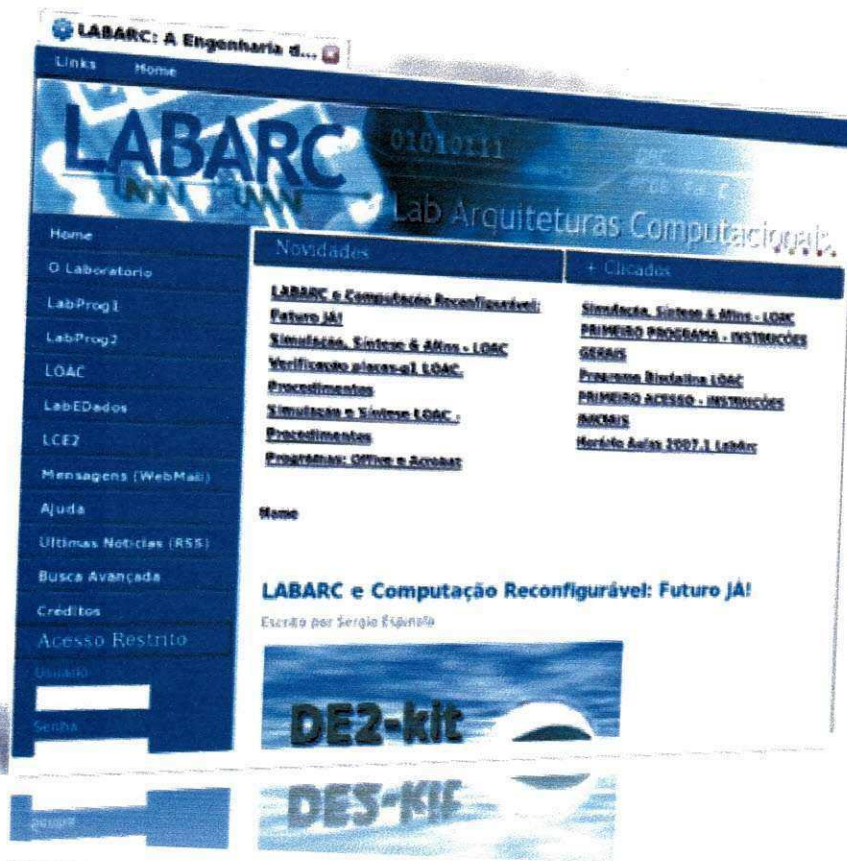 LABARC: A Engenharia d...
Links Home
LABARC
01010111
Lab Arquiteturas Computacionais
Home
O Laboratorio
LabProg1
LabProg2
LOAC
LabEDados
LCE2
Mensagens (WebMail)
Ajuda
Ultimas Noticias (RSS)
Busca Avançada
Creditos
Acesso Restrito
Usuario
Senha
Novidades
LABARC e Computação Reconfigurável:
Futuro JÁ!
Simulação, Síntese & Afins - LOAC
Verificação placas-g1 LOAC.
Procedimentos
Simulação e Síntese LOAC -
Procedimentos
Programas: Office e Acrobat
+ Clicados
Simulação, Síntese & Afins - LOAC
PRIMEIRO PROGRAMA - INSTRUÇÕES
GERAIS
Programa Disciplina LOAC
PRIMEIRO ACESSO - INSTRUÇÕES
INICIAIS
Horário Aulas 2007.1 LabArc
Home
LABARC e Computação Reconfigurável: Futuro JÁ!
Escrito por Sergio Espinola
DE2-kit